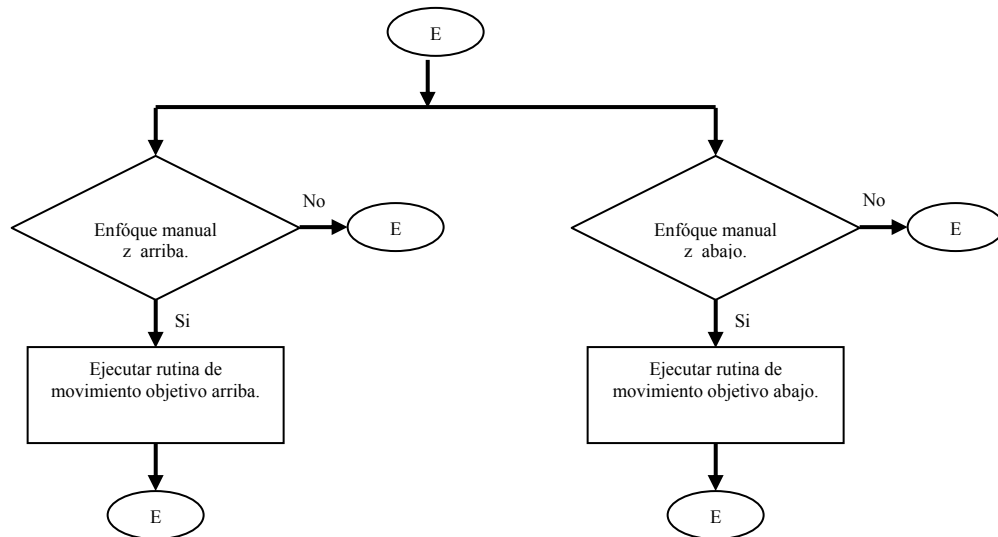 E
No
E
Enfóque manual
z arriba.
Si
Ejecutar rutina de
movimiento objetivo arriba.
E
No
E
Enfóque manual
z abajo.
Si
Ejecutar rutina de
movimiento objetivo abajo.
E